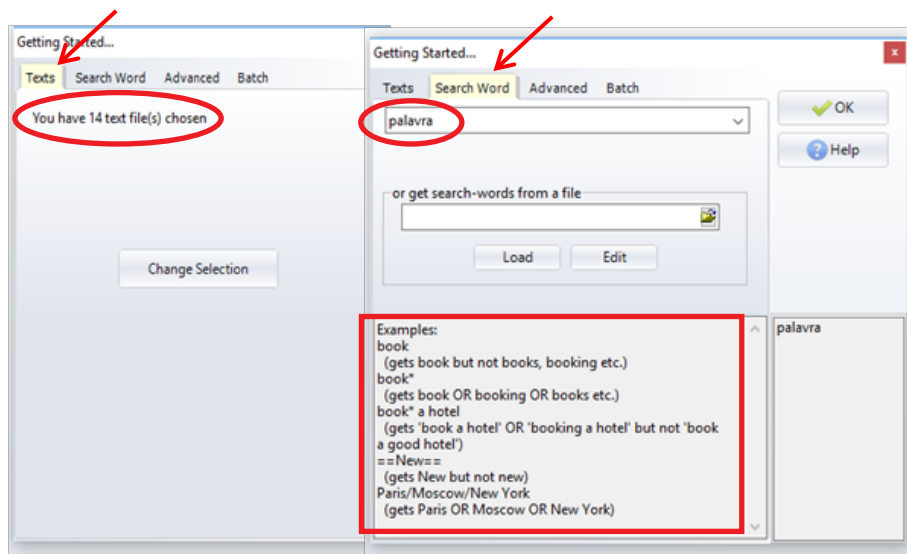 Getting Started...
Texts Search Word Advanced Batch
You have 14 text file(s) chosen
Change Selection
Getting Started...
x
Texts Search Word Advanced Batch
palavra
OK
? Help
or get search-words from a file
Load Edit
Examples:
book
(gets book but not books, booking etc.)
book*
(gets book OR booking OR books etc.)
book* a hotel
(gets 'book a hotel' OR 'booking a hotel' but not 'book
a good hotel')
==New==
(gets New but not new)
Paris/Moscow/New York
(gets Paris OR Moscow OR New York)
palavra